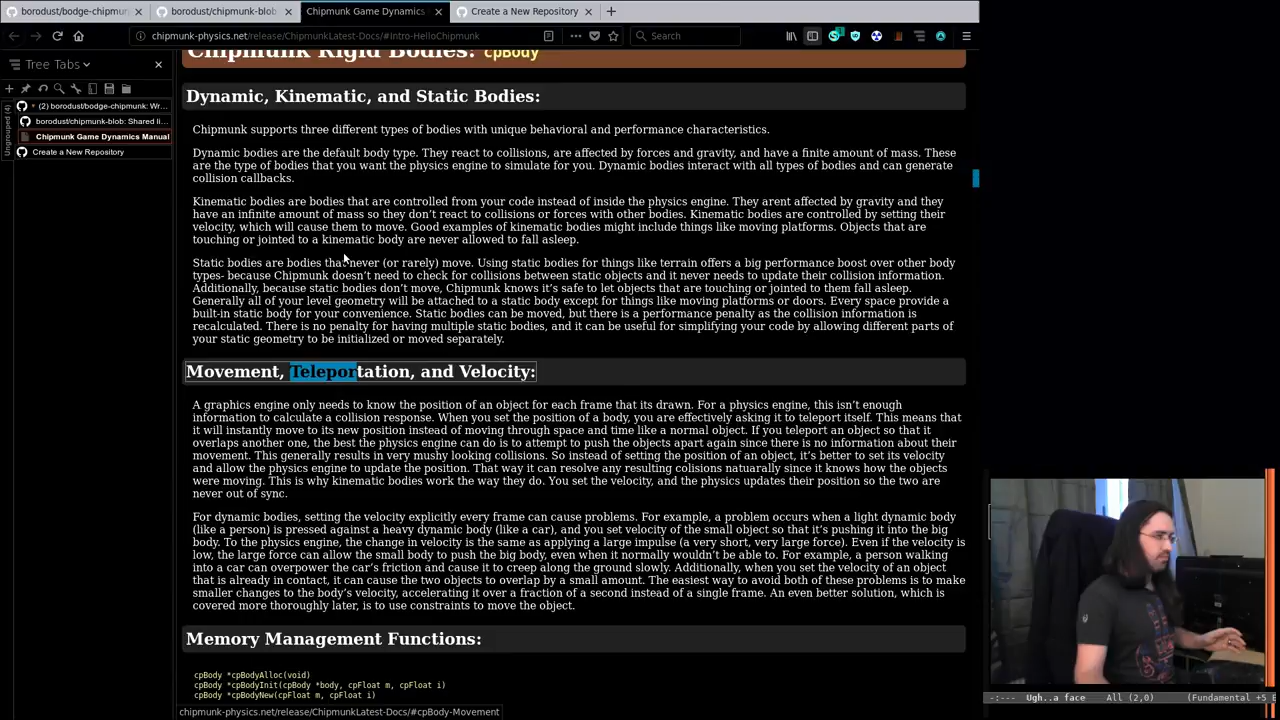 borodust/bodge-chipmun
borodust/chipmunk-blob
Chipmunk Game Dynamics
Create a New Repository
chipmunk-physics.net/release/ChipmunkLatest-Docs/#Intro-HelloChipmunk
Search
Tree Tabs
Chipmunk Rigid Bodies: cpBody
Ungrouped (4)
(2) borodust/bodge-chipmunk: Wr...
borodust/chipmunk-blob: Shared li...
Chipmunk Game Dynamics Manual
Create a New Repository
Dynamic, Kinematic, and Static Bodies:
Chipmunk supports three different types of bodies with unique behavioral and performance characteristics.
Dynamic bodies are the default body type. They react to collisions, are affected by forces and gravity, and have a finite amount of mass. These
are the type of bodies that you want the physics engine to simulate for you. Dynamic bodies interact with all types of bodies and can generate
collision callbacks.
Kinematic bodies are bodies that are controlled from your code instead of inside the physics engine. They arent affected by gravity and they
have an infinite amount of mass so they don't react to collisions or forces with other bodies. Kinematic bodies are controlled by setting their
velocity, which will cause them to move. Good examples of kinematic bodies might include things like moving platforms. Objects that are
touching or jointed to a kinematic body are never allowed to fall asleep.
Static bodies are bodies that never (or rarely) move. Using static bodies for things like terrain offers a big performance boost over other body
types- because Chipmunk doesn't need to check for collisions between static objects and it never needs to update their collision information.
Additionally, because static bodies don't move, Chipmunk knows it's safe to let objects that are touching or jointed to them fall asleep.
Generally all of your level geometry will be attached to a static body except for things like moving platforms or doors. Every space provide a
built-in static body for your convenience. Static bodies can be moved, but there is a performance penalty as the collision information is
recalculated. There is no penalty for having multiple static bodies, and it can be useful for simplifying your code by allowing different parts of
your static geometry to be initialized or moved separately.
Movement, Teleportation, and Velocity:
A graphics engine only needs to know the position of an object for each frame that its drawn. For a physics engine, this isn't enough
information to calculate a collision response. When you set the position of a body, you are effectively asking it to teleport itself. This means that
it will instantly move to its new position instead of moving through space and time like a normal object. If you teleport an object so that it
overlaps another one, the best the physics engine can do is to attempt to push the objects apart again since there is no information about their
movement. This generally results in very mushy looking collisions. So instead of setting the position of an object, it's better to set its velocity
and allow the physics engine to update the position. That way it can resolve any resulting colisions natuarally since it knows how the objects
were moving. This is why kinematic bodies work the way they do. You set the velocity, and the physics updates their position so the two are
never out of sync.
For dynamic bodies, setting the velocity explicitly every frame can cause problems. For example, a problem occurs when a light dynamic body
(like a person) is pressed against a heavy dynamic body (like a car), and you set velocity of the small object so that it's pushing it into the big
body. To the physics engine, the change in velocity is the same as applying a large impulse (a very short, very large force). Even if the velocity is
low, the large force can allow the small body to push the big body, even when it normally wouldn't be able to. For example, a person walking
into a car can overpower the car's friction and cause it to creep along the ground slowly. Additionally, when you set the velocity of an object
that is already in contact, it can cause the two objects to overlap by a small amount. The easiest way to avoid both of these problems is to make
smaller changes to the body's velocity, accelerating it over a fraction of a second instead of a single frame. An even better solution, which is
covered more thoroughly later, is to use constraints to move the object.
Memory Management Functions:
cpBody *cpBodyAlloc(void)
cpBody *cpBodyInit(cpBody *body, cpFloat m, cpFloat i)
cpBody *cpBodyNew(cpFloat m, cpFloat i)
chipmunk-physics.net/release/ChipmunkLatest-Docs/#cpBody-Movement
-:--- Ugh..a face All (2,0) (Fundamental +5